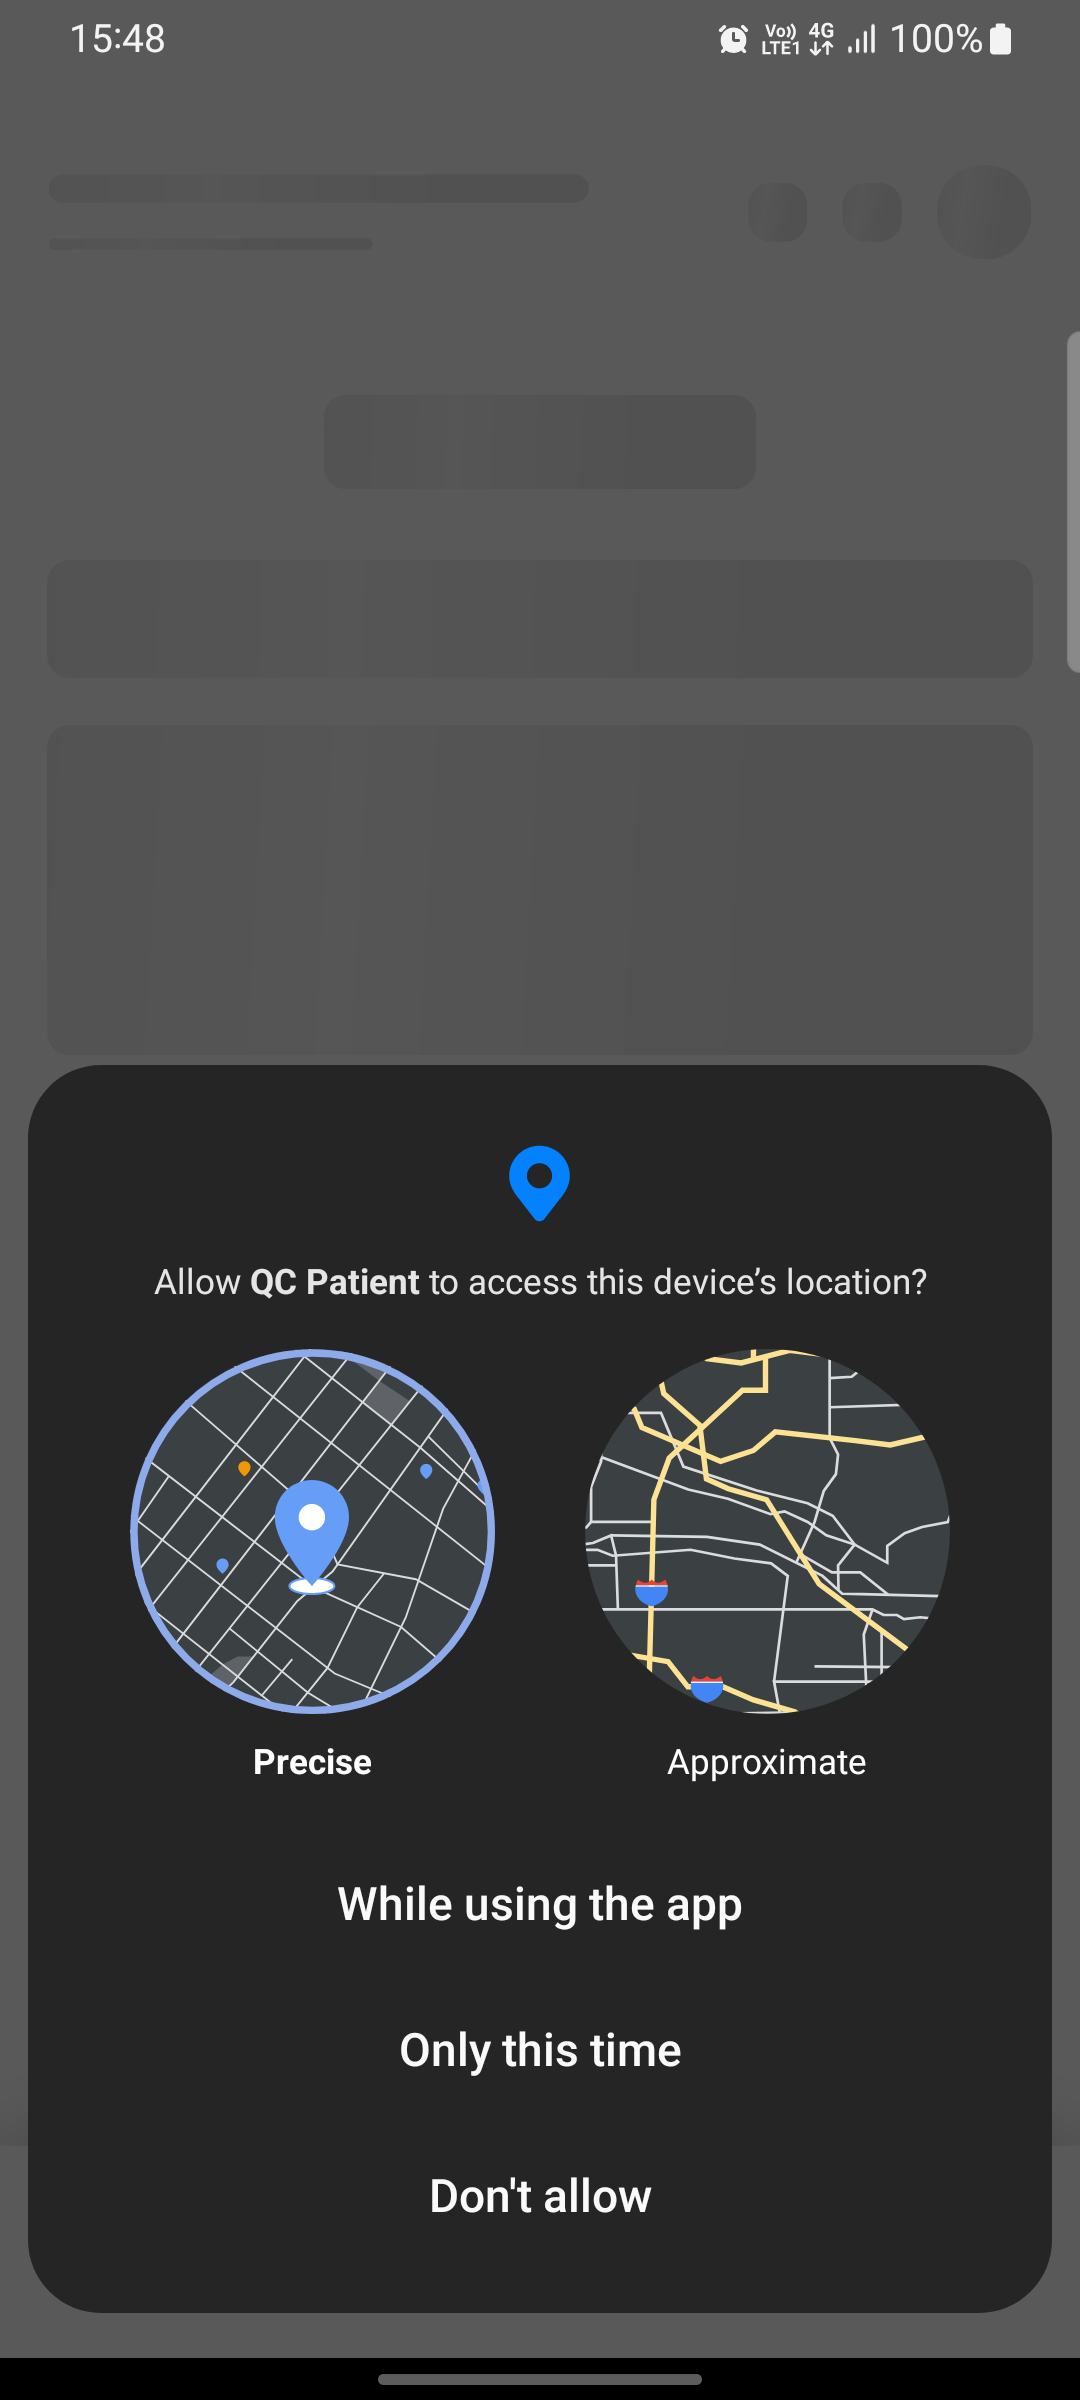 15:48
Vo)) LTE1 4G 100%
Allow QC Patient to access this device’s location?
Precise
Approximate
While using the app
Only this time
Don't allow